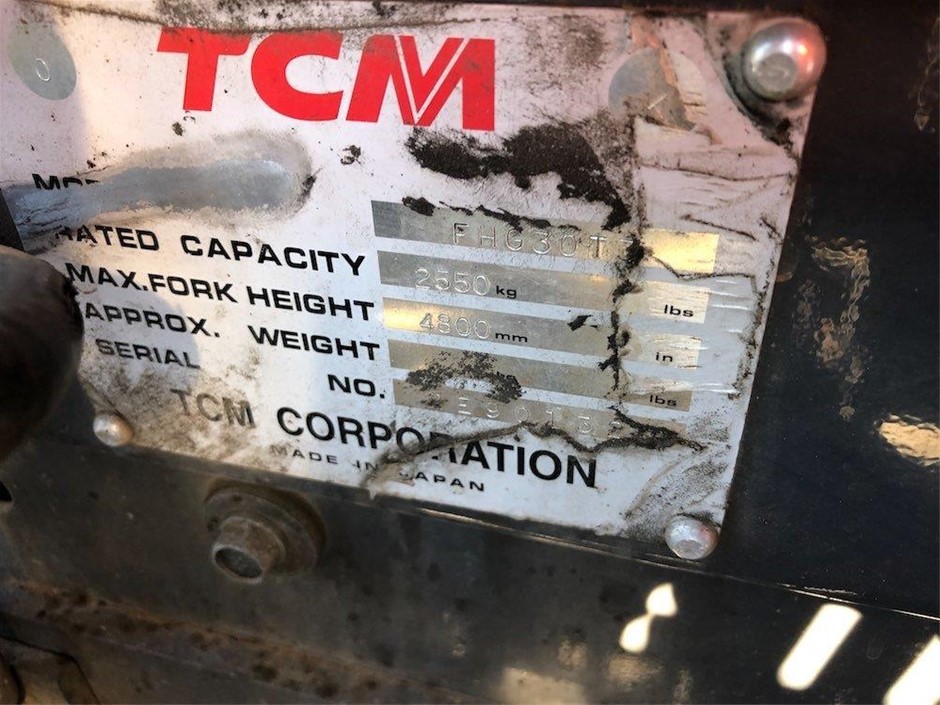 TCM
FHG30T
RATED CAPACITY 2550 kg lbs
MAX.FORK HEIGHT 4800 mm in
APPROX. WEIGHT lbs
SERIAL NO.
TCM CORPORATION
MADE IN JAPAN